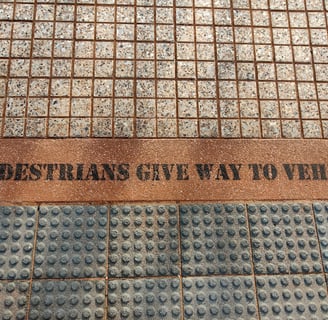 DESTRIANS GIVE WAY TO VEH